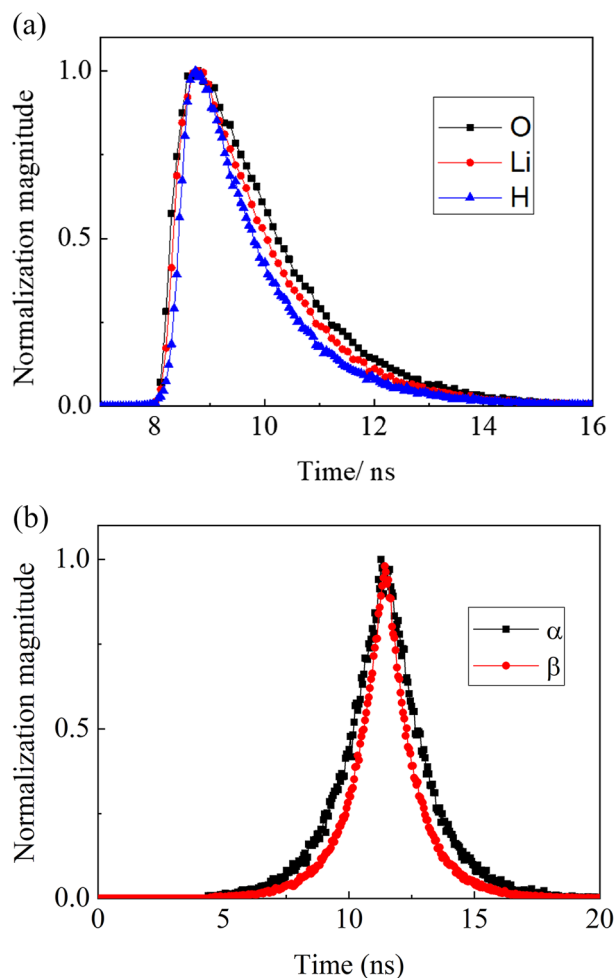 (a)
1.0
0.5
0.0
Normalization magnitude
O
Li
H
8 10 12 14 16
Time/ ns
(b)
1.0
0.5
0.0
Normalization magnitude
α
β
0 5 10 15 20
Time (ns)